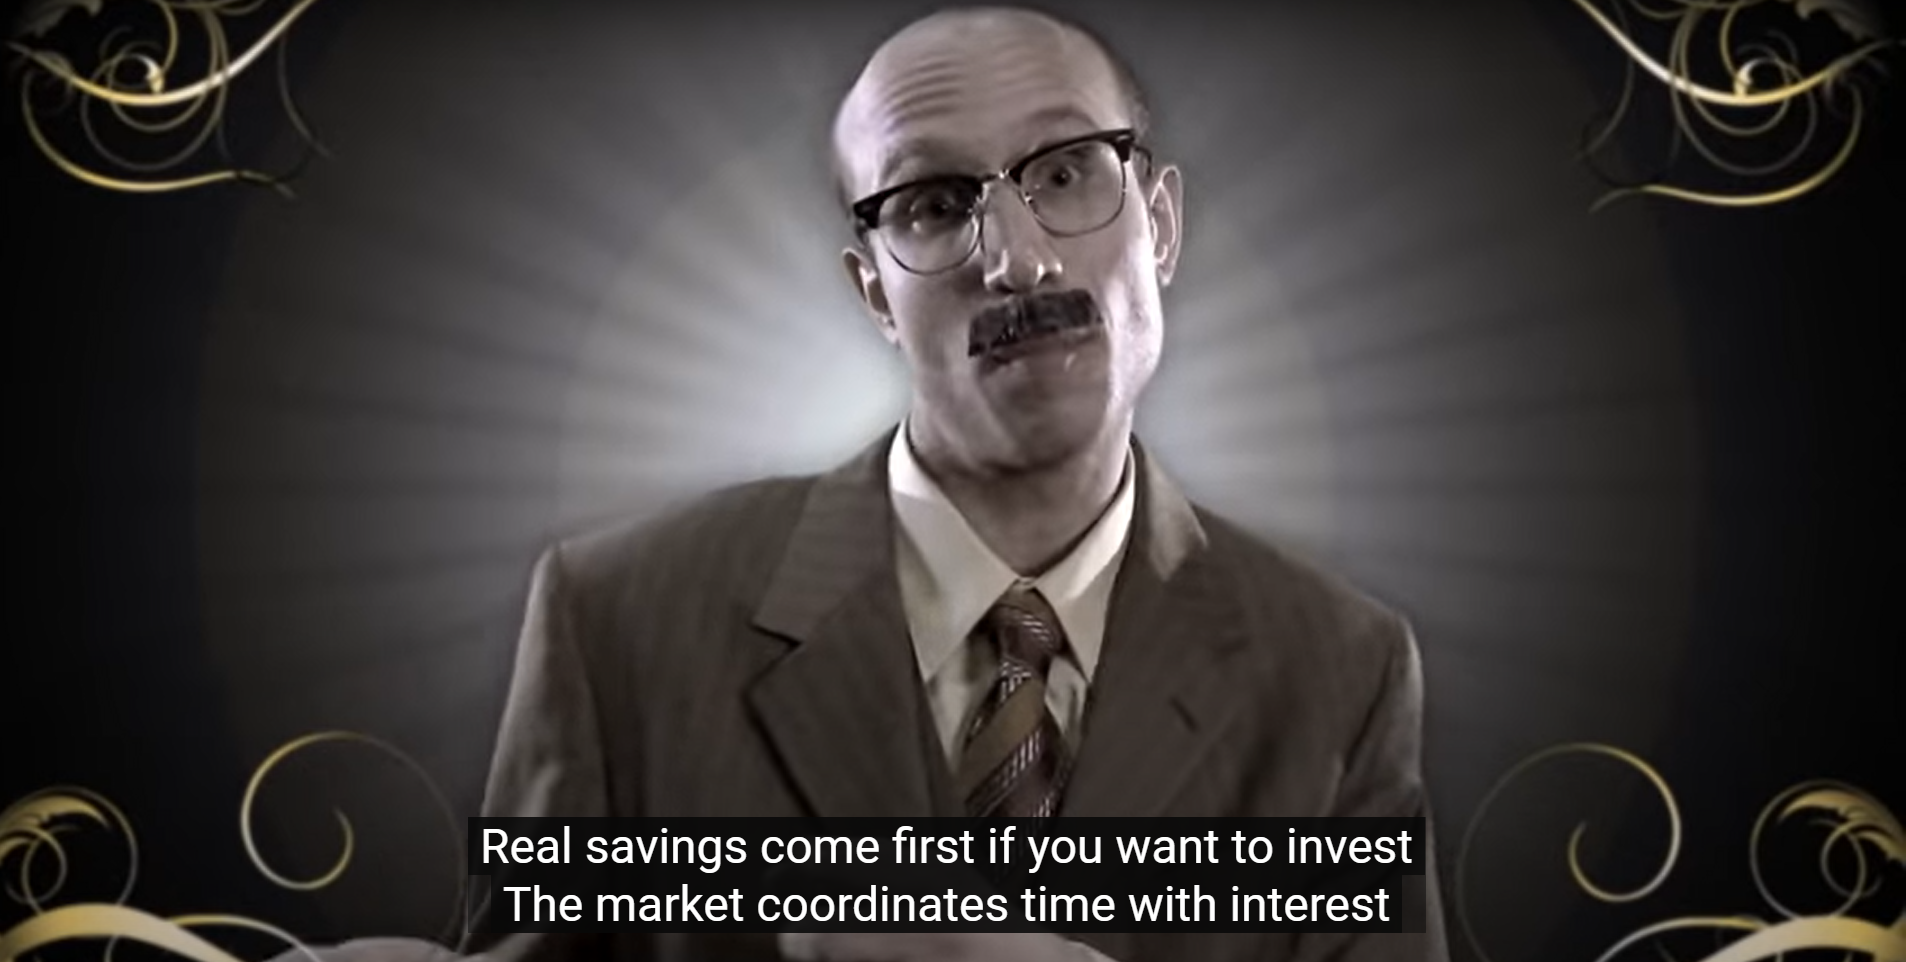 Real savings come first if you want to invest
The market coordinates time with interest